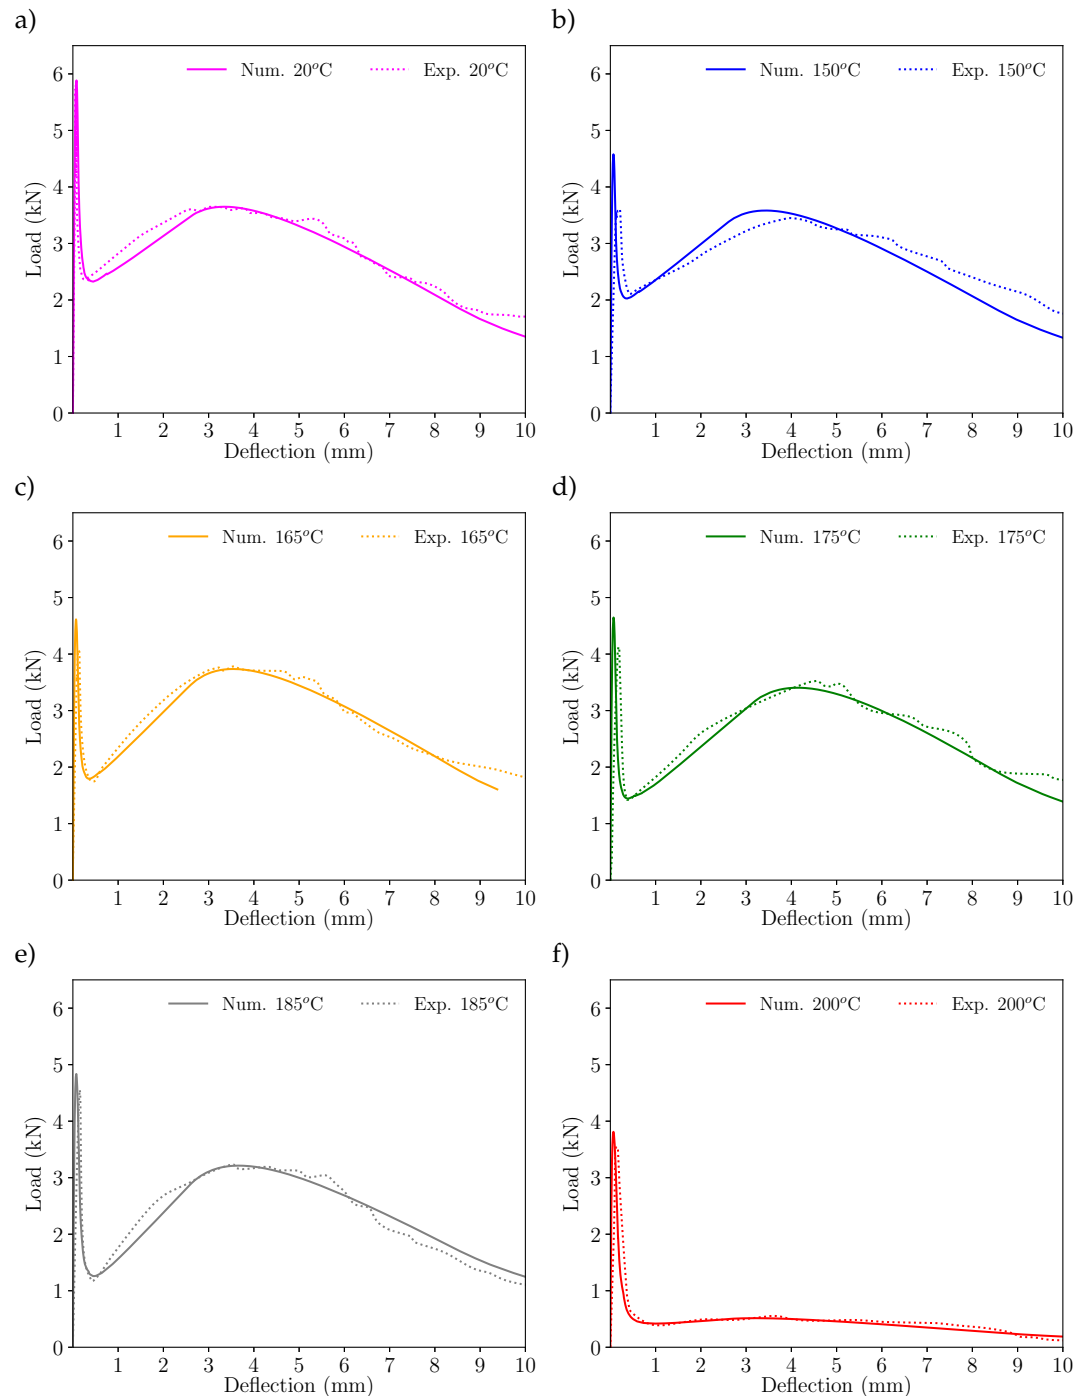 a)
Num. 20°C Exp. 20°C
6
5
4
3
2
1
0
Load (kN)
1 2 3 4 5 6 7 8 9 10
Deflection (mm)
b)
Num. 150°C Exp. 150°C
6
5
4
3
2
1
0
Load (kN)
1 2 3 4 5 6 7 8 9 10
Deflection (mm)
c)
Num. 165°C Exp. 165°C
6
5
4
3
2
1
0
Load (kN)
1 2 3 4 5 6 7 8 9 10
Deflection (mm)
d)
Num. 175°C Exp. 175°C
6
5
4
3
2
1
0
Load (kN)
1 2 3 4 5 6 7 8 9 10
Deflection (mm)
e)
Num. 185°C Exp. 185°C
6
5
4
3
2
1
0
Load (kN)
1 2 3 4 5 6 7 8 9 10
Deflection (mm)
f)
Num. 200°C Exp. 200°C
6
5
4
3
2
1
0
Load (kN)
1 2 3 4 5 6 7 8 9 10
Deflection (mm)